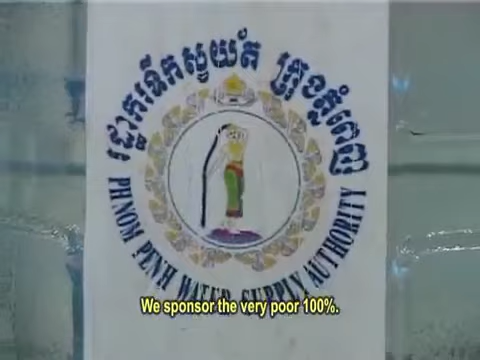 រដ្ឋាករទឹកស្វយ័ត ក្រុងភ្នំពេញ
PHNOM PENH WATER SUPPLY AUTHORITY
We sponsor the very poor 100%.